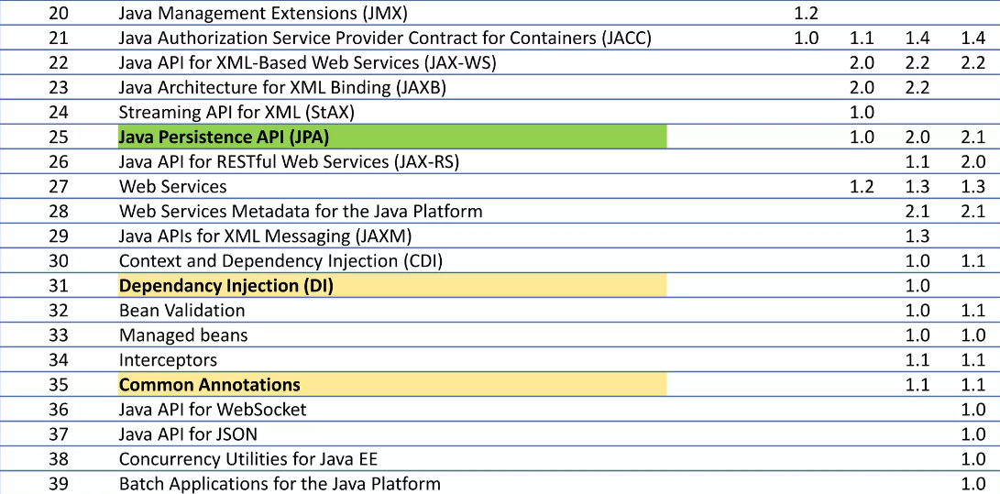 20 Java Management Extensions (JMX) 1.2
21 Java Authorization Service Provider Contract for Containers (JACC) 1.0 1.1 1.4 1.4
22 Java API for XML-Based Web Services (JAX-WS) 2.0 2.2 2.2
23 Java Architecture for XML Binding (JAXB) 2.0 2.2
24 Streaming API for XML (StAX) 1.0
25 Java Persistence API (JPA) 1.0 2.0 2.1
26 Java API for RESTful Web Services (JAX-RS) 1.1 2.0
27 Web Services 1.2 1.3 1.3
28 Web Services Metadata for the Java Platform 2.1 2.1
29 Java APIs for XML Messaging (JAXM) 1.3
30 Context and Dependency Injection (CDI) 1.0 1.1
31 Dependancy Injection (DI) 1.0
32 Bean Validation 1.0 1.1
33 Managed beans 1.0 1.0
34 Interceptors 1.1 1.1
35 Common Annotations 1.1 1.1
36 Java API for WebSocket 1.0
37 Java API for JSON 1.0
38 Concurrency Utilities for Java EE 1.0
39 Batch Applications for the Java Platform 1.0